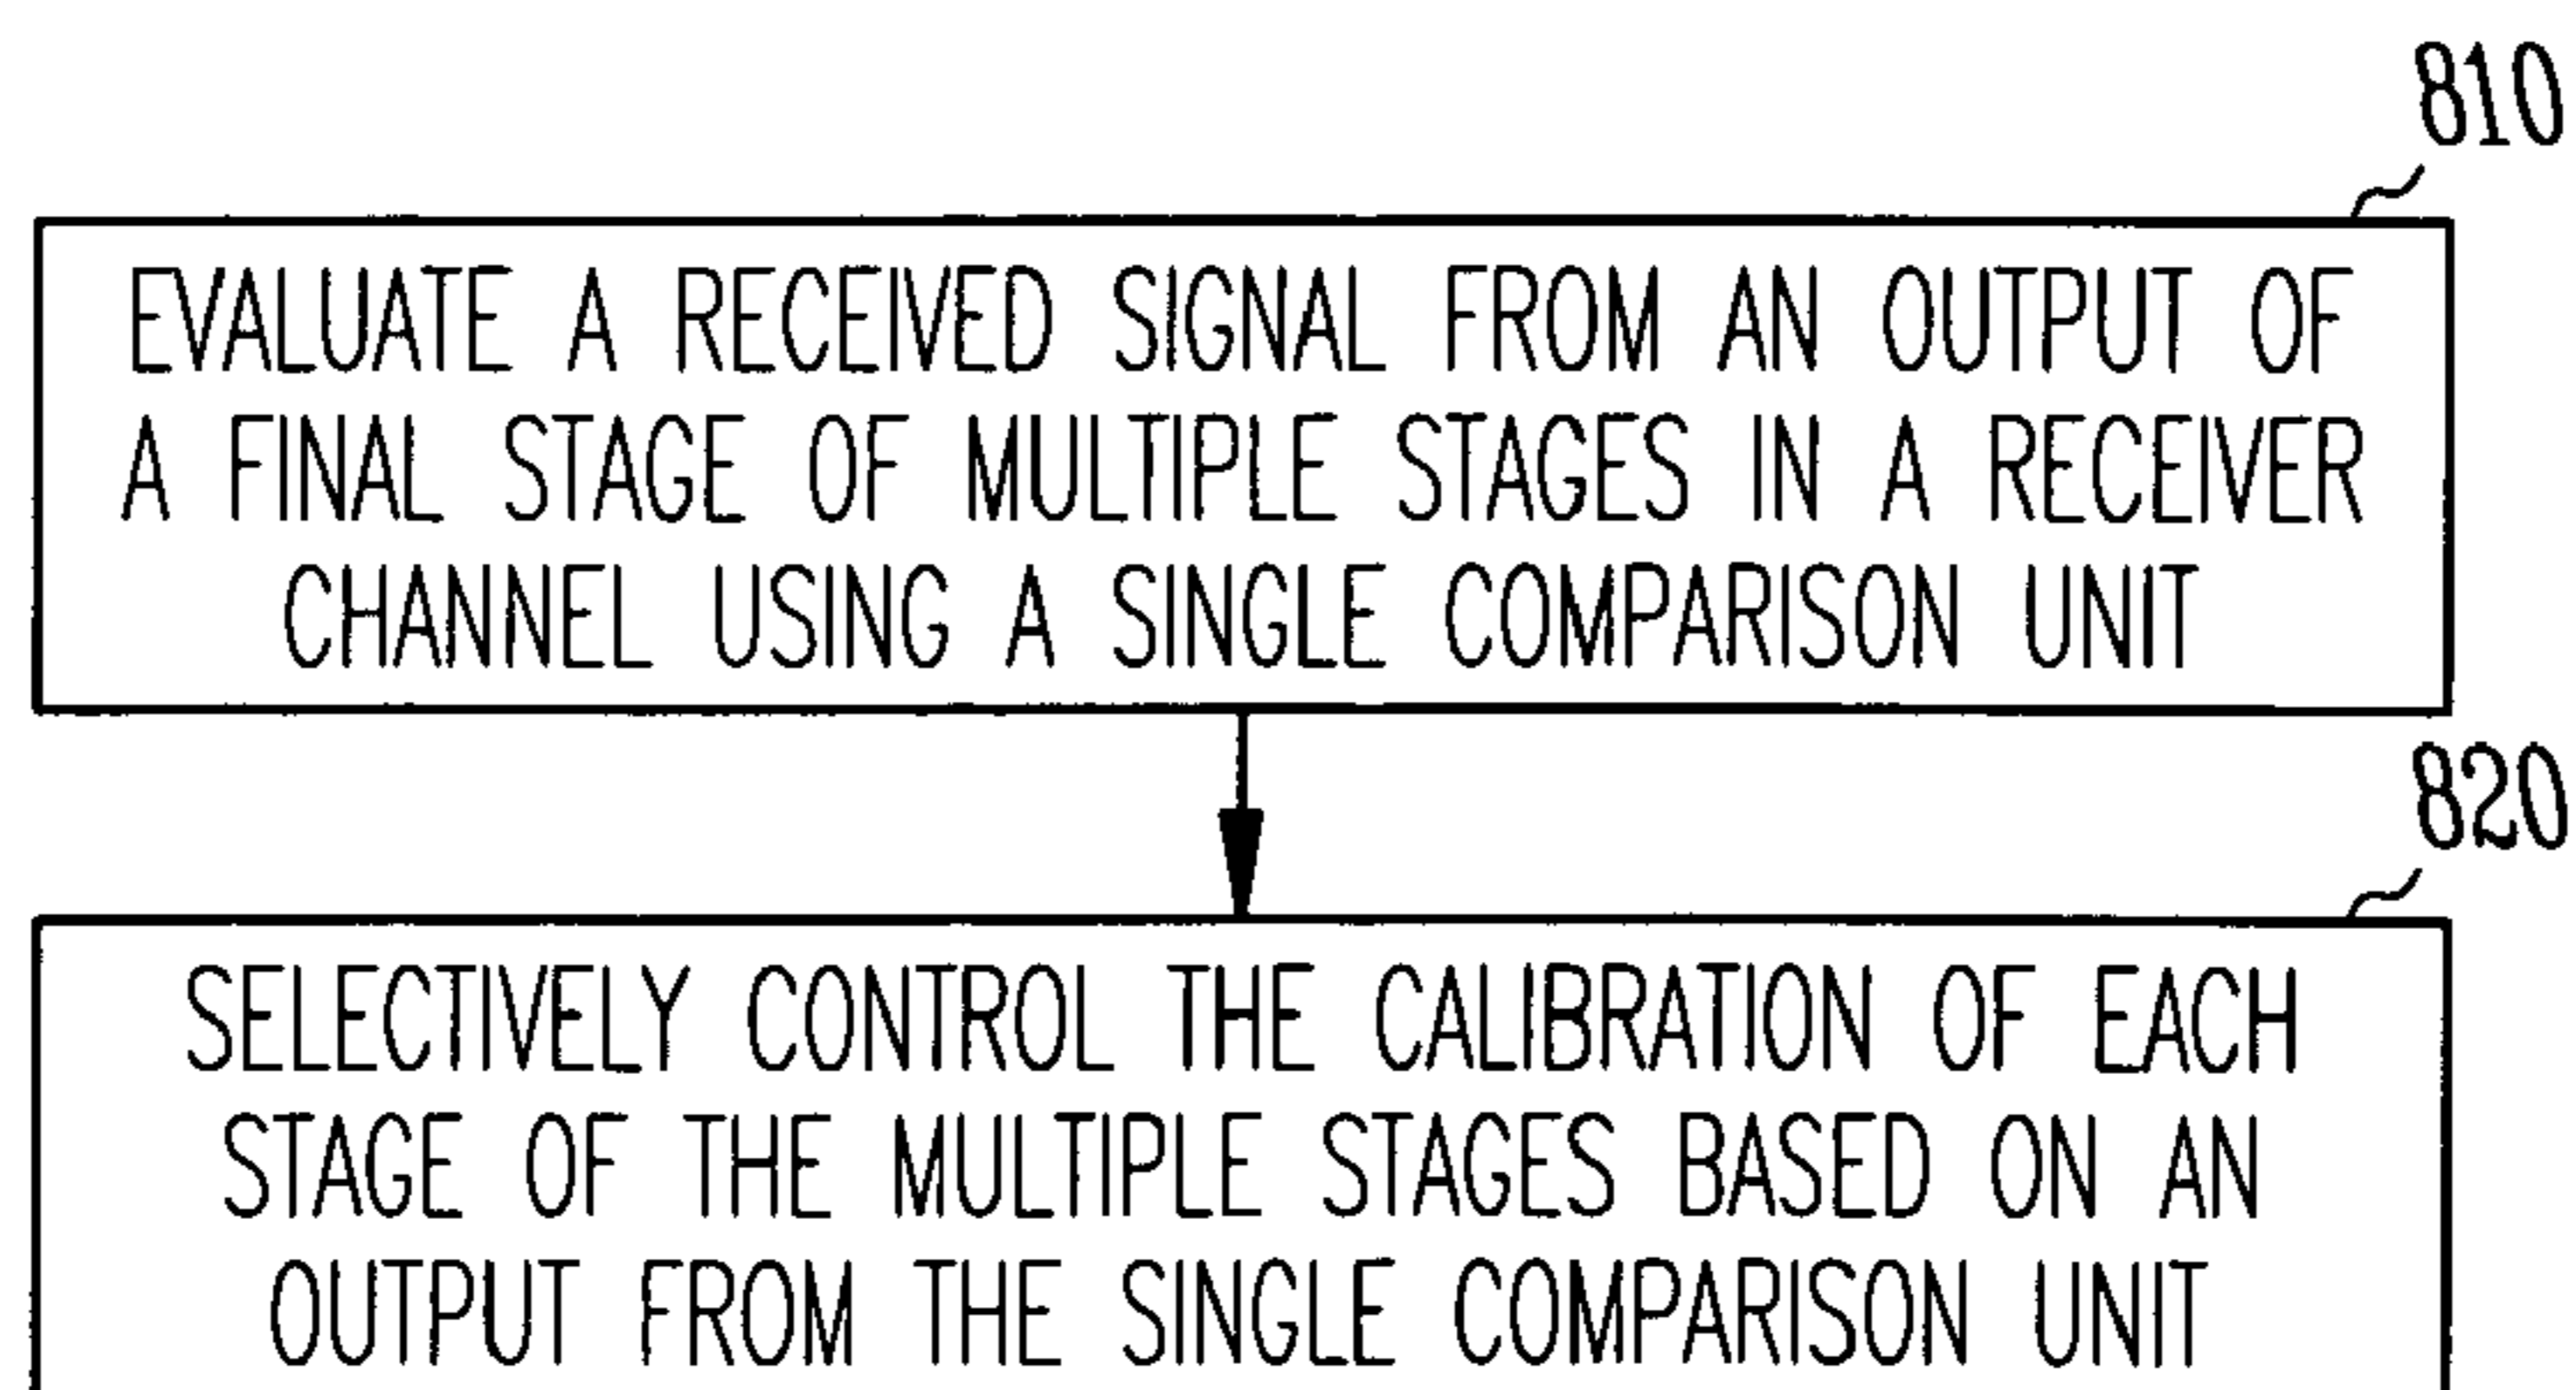 810
EVALUATE A RECEIVED SIGNAL FROM AN OUTPUT OF
A FINAL STAGE OF MULTIPLE STAGES IN A RECEIVER
CHANNEL USING A SINGLE COMPARISON UNIT
820
SELECTIVELY CONTROL THE CALIBRATION OF EACH
STAGE OF THE MULTIPLE STAGES BASED ON AN
OUTPUT FROM THE SINGLE COMPARISON UNIT